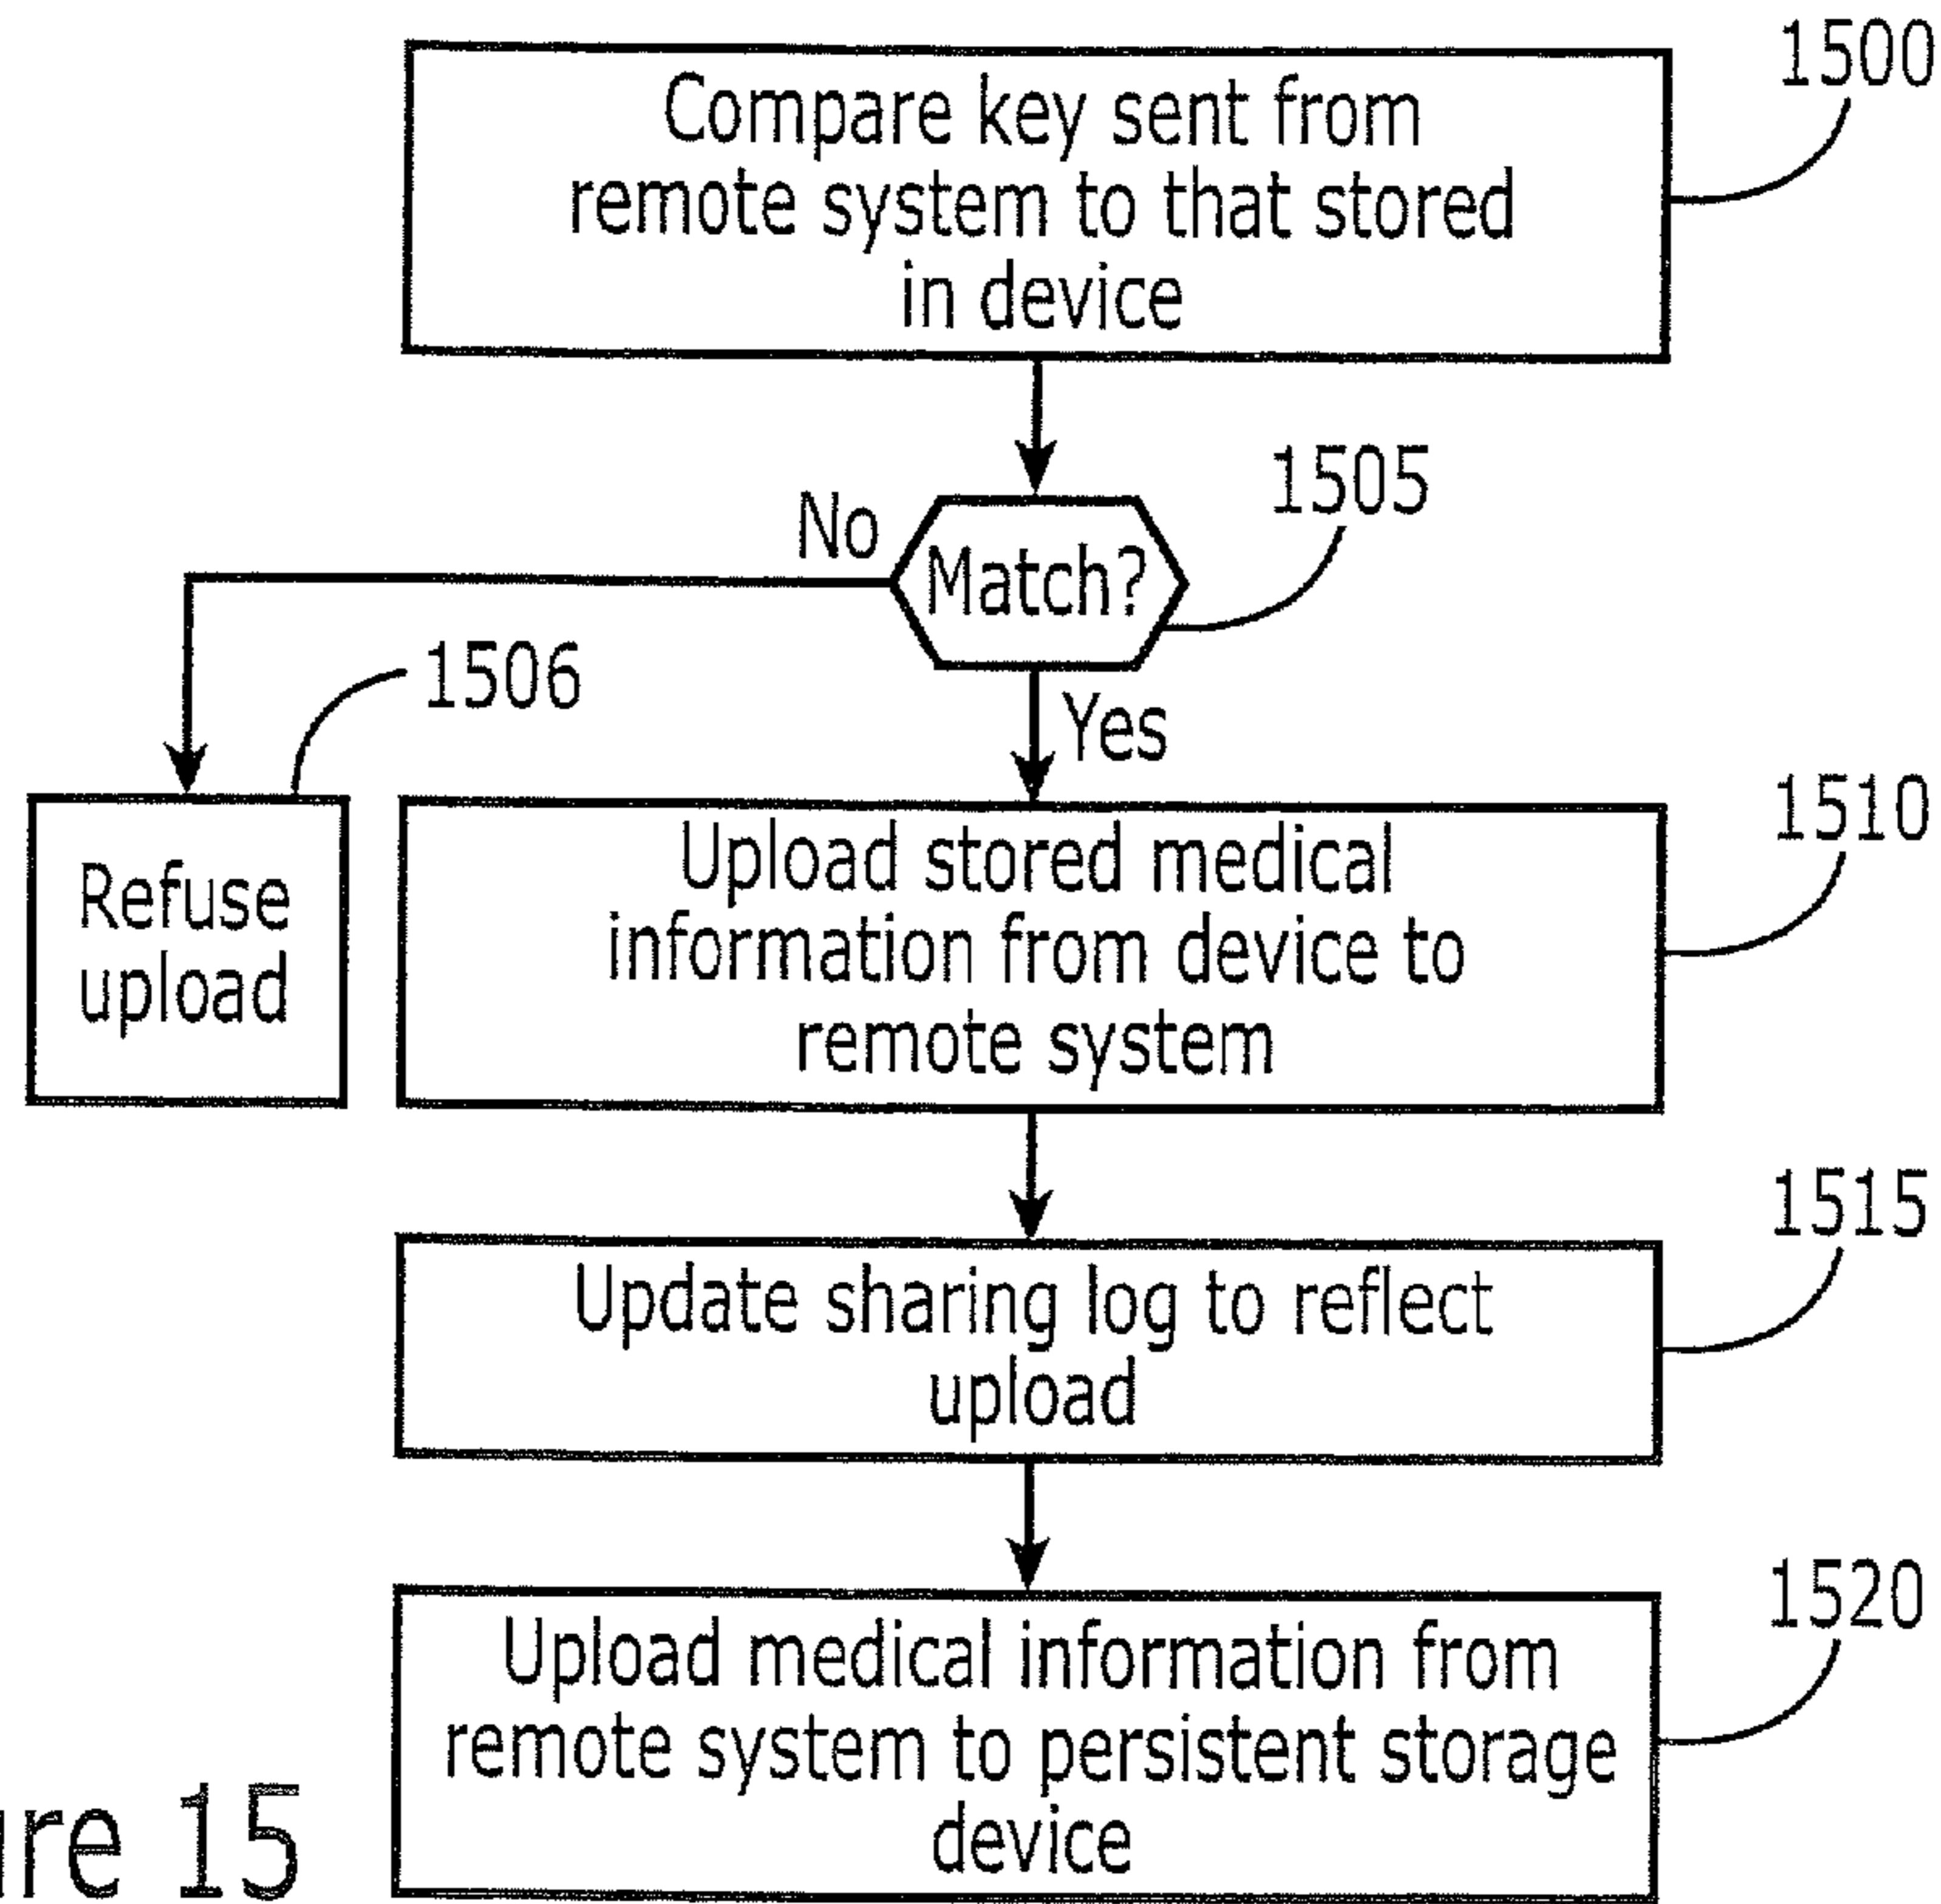 1500
Compare key sent from
remote system to that stored
in device
1505
No
Match?
1506
Yes
Refuse
upload
1510
Upload stored medical
information from device to
remote system
1515
Update sharing log to reflect
upload
1520
Upload medical information from
remote system to persistent storage
device
15